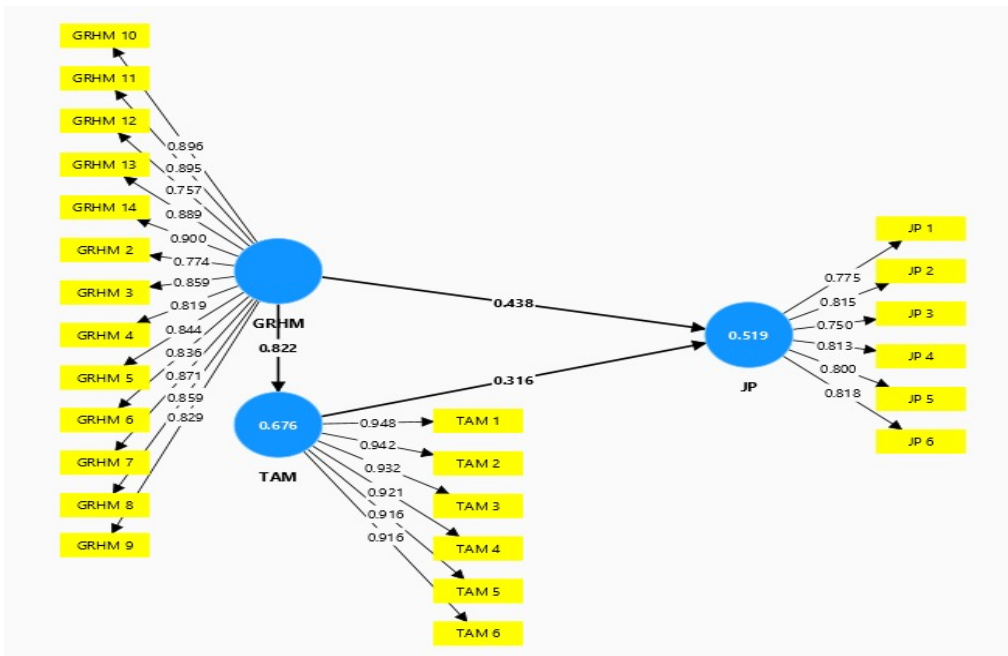 GRHM 10
GRHM 11
GRHM 12
GRHM 13
GRHM 14
GRHM 2
GRHM 3
GRHM 4
GRHM 5
GRHM 6
GRHM 7
GRHM 8
GRHM 9
0.896
0.895
0.757
0.889
0.900
0.774
0.859
0.819
0.844
0.836
0.871
0.859
0.829
GRHM
0.822
0.676
TAM
0.438
0.316
0.948
0.942
0.932
0.921
0.916
0.916
TAM 1
TAM 2
TAM 3
TAM 4
TAM 5
TAM 6
0.519
JP
0.775
0.815
0.750
0.813
0.800
0.818
JP 1
JP 2
JP 3
JP 4
JP 5
JP 6